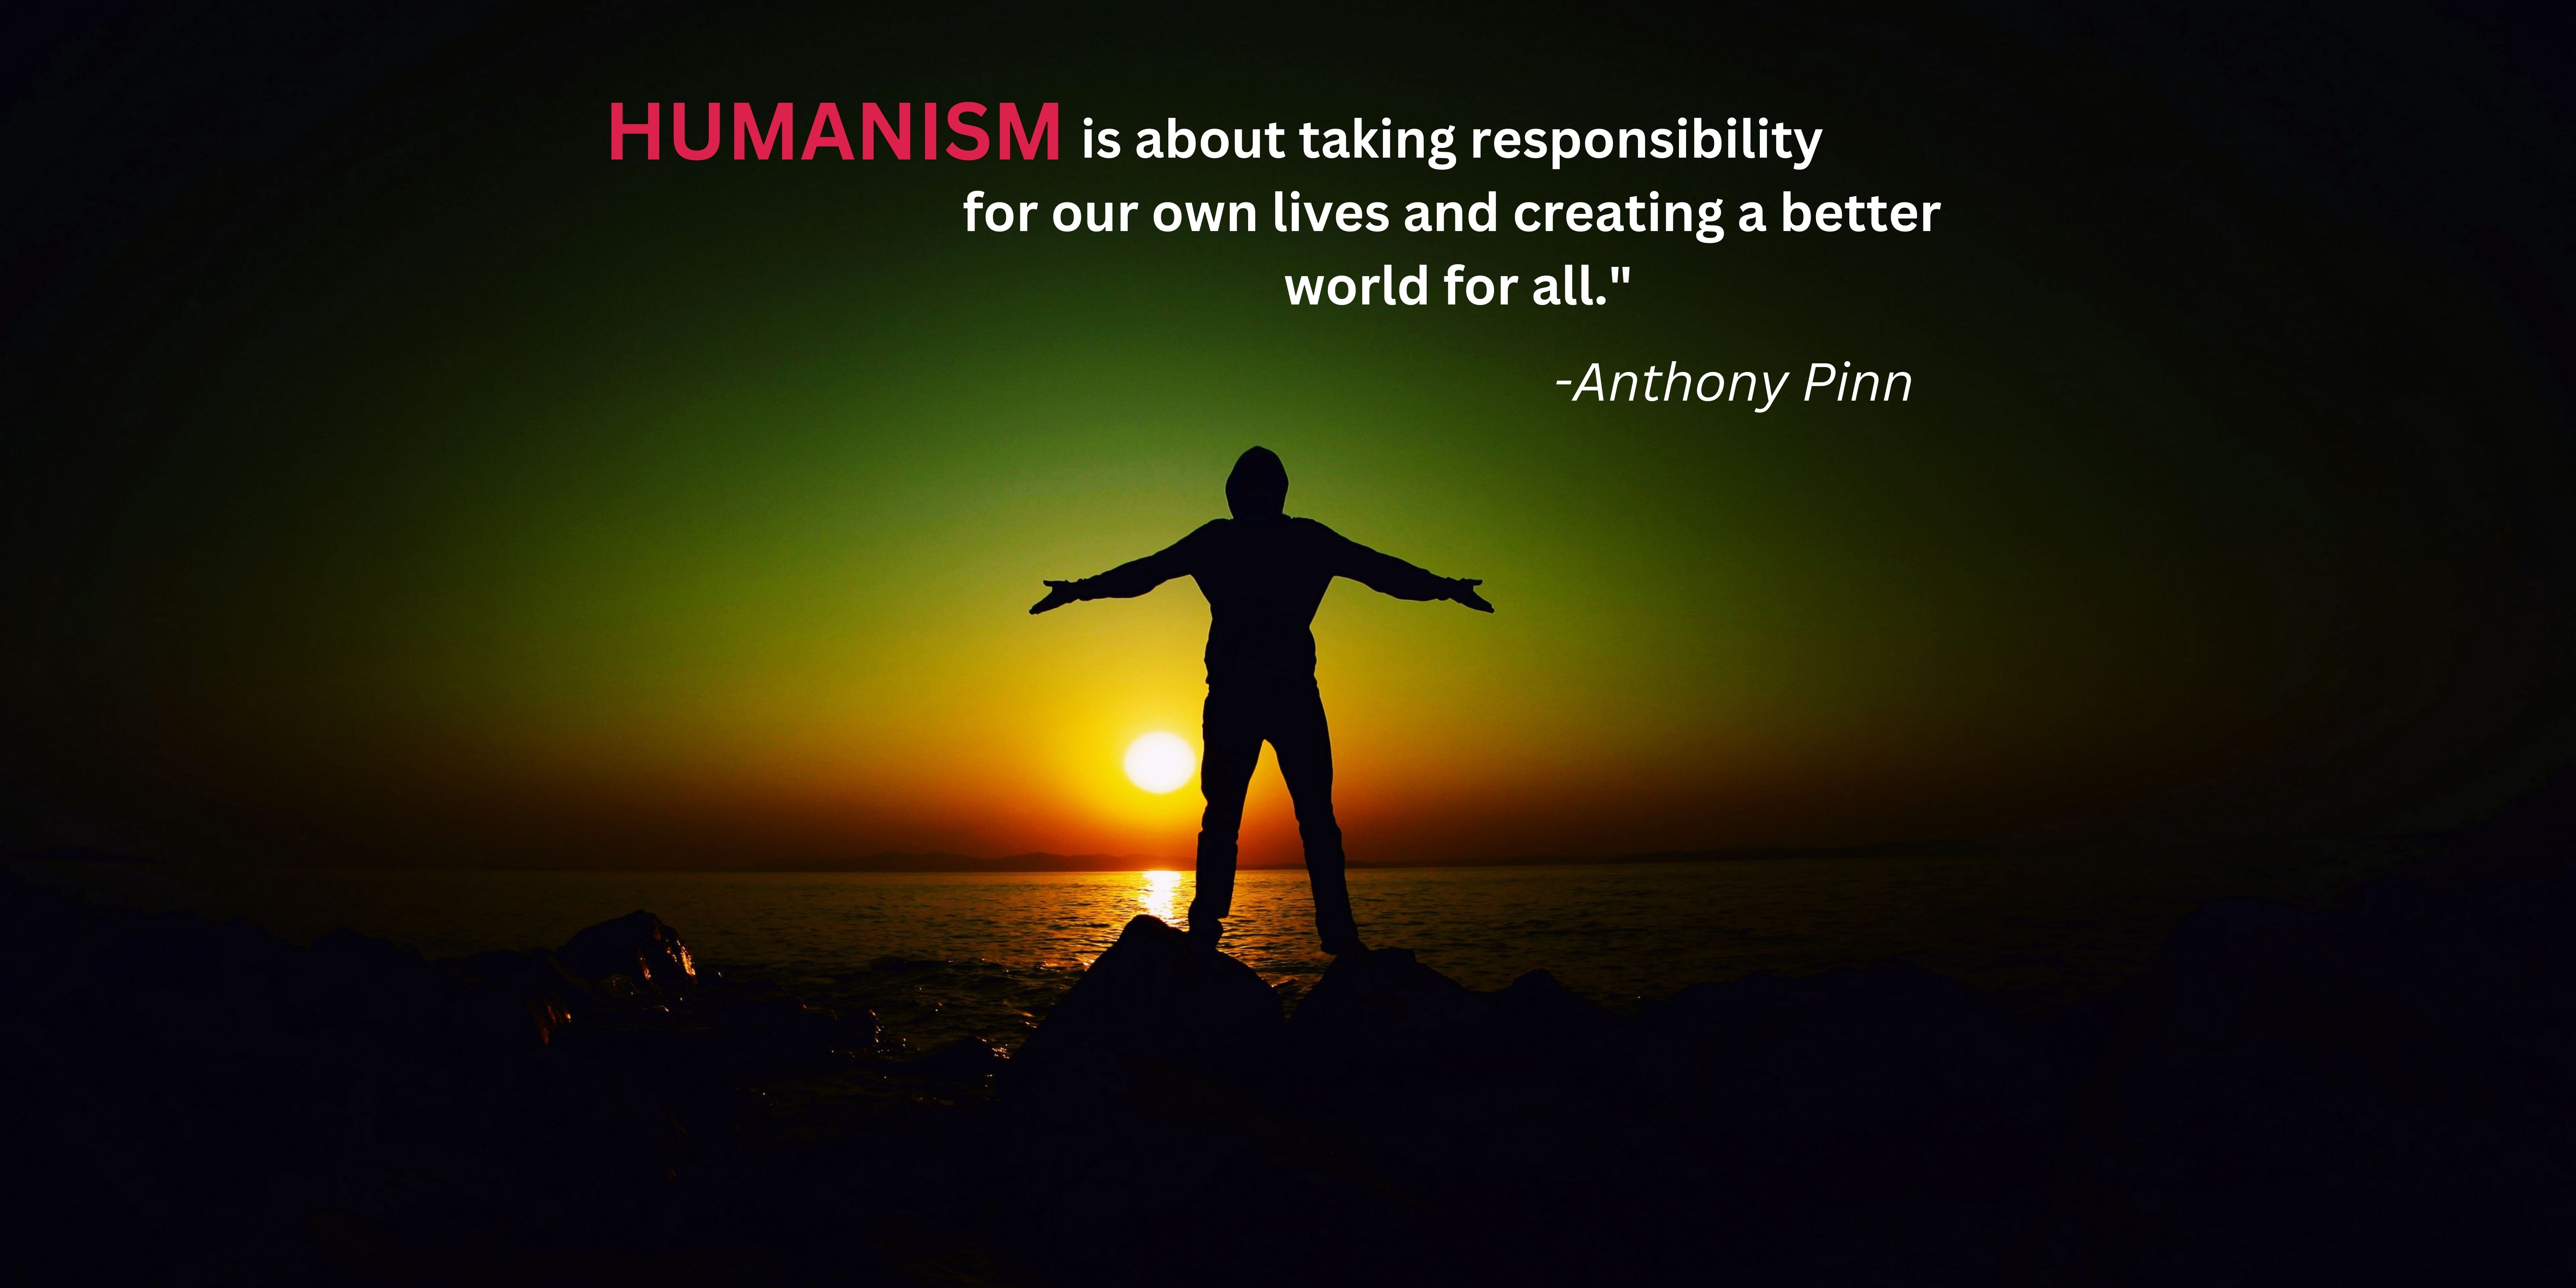 HUMANISM is about taking responsibility
for our own lives and creating a better
world for all."
-Anthony Pinn